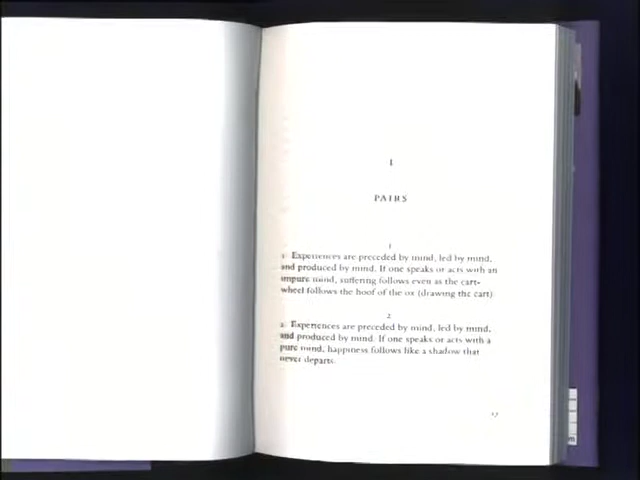 1
PAIRS
1
1. Experiences are preceded by mind, led by mind,
and produced by mind. If one speaks or acts with an
impure mind, suffering follows even as the cart-
wheel follows the hoof of the ox (drawing the cart)
2
2. Experiences are preceded by mind, led by mind,
and produced by mind. If one speaks or acts with a
pure mind, happiness follows like a shadow that
never departs.